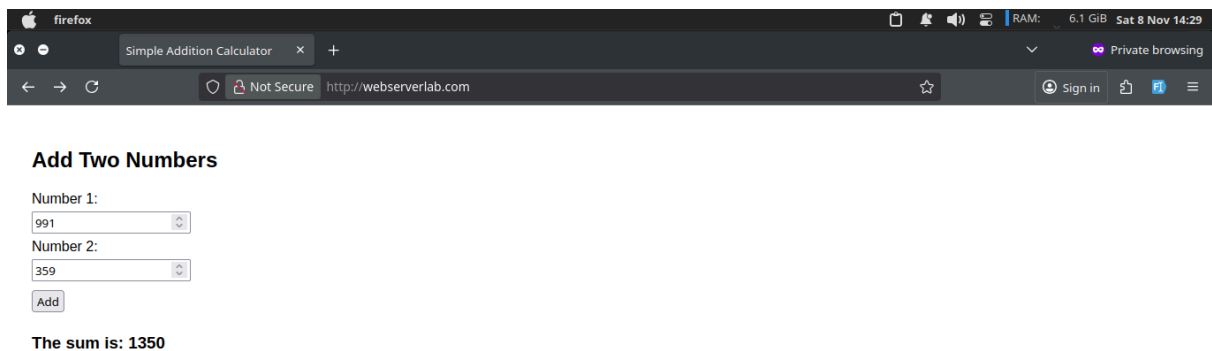 firefox RAM: 6.1 GiB Sat 8 Nov 14:29
Simple Addition Calculator Private browsing
Not Secure http://webserverlab.com Sign in
Add Two Numbers
Number 1:
991
Number 2:
359
Add
The sum is: 1350